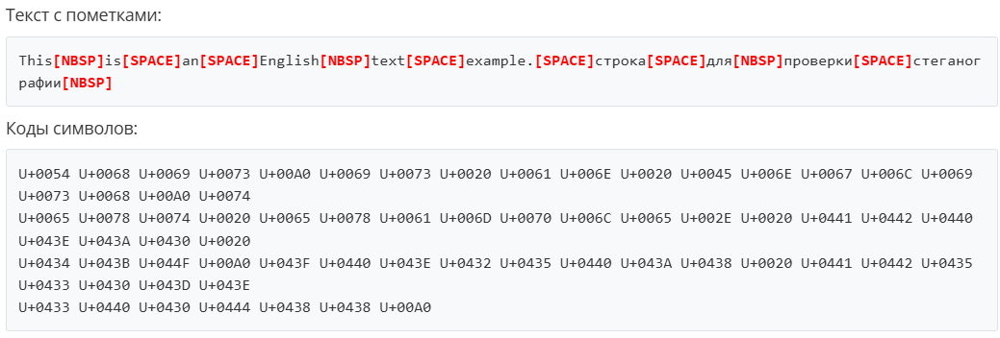 Текст с пометками:
This[NBSP]is[SPACE]an[SPACE]English[NBSP]text[SPACE]example.[SPACE]строка[SPACE]для[NBSP]проверки[SPACE]стеганог
рафии[NBSP]
Коды символов:
U+0054 U+0068 U+0069 U+0073 U+00A0 U+0069 U+0073 U+0020 U+0061 U+006E U+0020 U+0045 U+006E U+0067 U+006C U+0069
U+0073 U+0068 U+00A0 U+0074
U+0065 U+0078 U+0074 U+0020 U+0065 U+0078 U+0061 U+006D U+0070 U+006C U+0065 U+002E U+0020 U+0441 U+0442 U+0440
U+043E U+043A U+0430 U+0020
U+0434 U+043B U+044F U+00A0 U+043F U+0440 U+043E U+0432 U+0435 U+0440 U+043A U+0438 U+0020 U+0441 U+0442 U+0435
U+0433 U+0430 U+043D U+043E
U+0433 U+0440 U+0430 U+0444 U+0438 U+0438 U+00A0